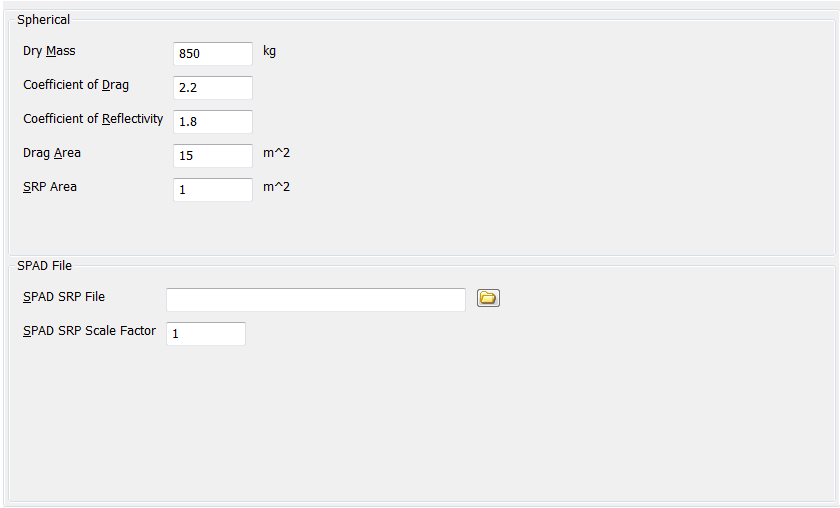 Spherical
Dry Mass 850 kg
Coefficient of Drag 2.2
Coefficient of Reflectivity 1.8
Drag Area 15 m^2
SRP Area 1 m^2
SPAD File
SPAD SRP File
SPAD SRP Scale Factor 1